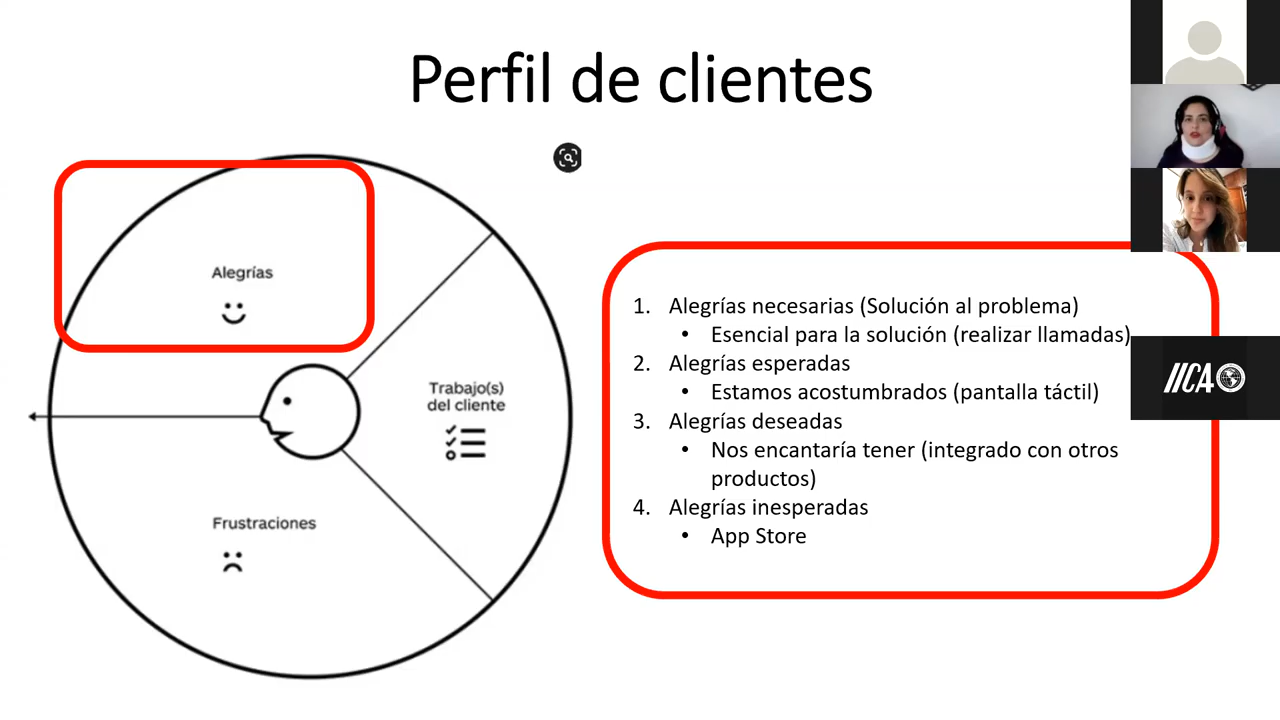 Perfil de clientes
Alegrías
Trabajo(s)
del cliente
Frustraciones
1. Alegrías necesarias (Solución al problema)
• Esencial para la solución (realizar llamadas)
2. Alegrías esperadas
• Estamos acostumbrados (pantalla táctil)
3. Alegrías deseadas
• Nos encantaría tener (integrado con otros
productos)
4. Alegrías inesperadas
• App Store
IICA